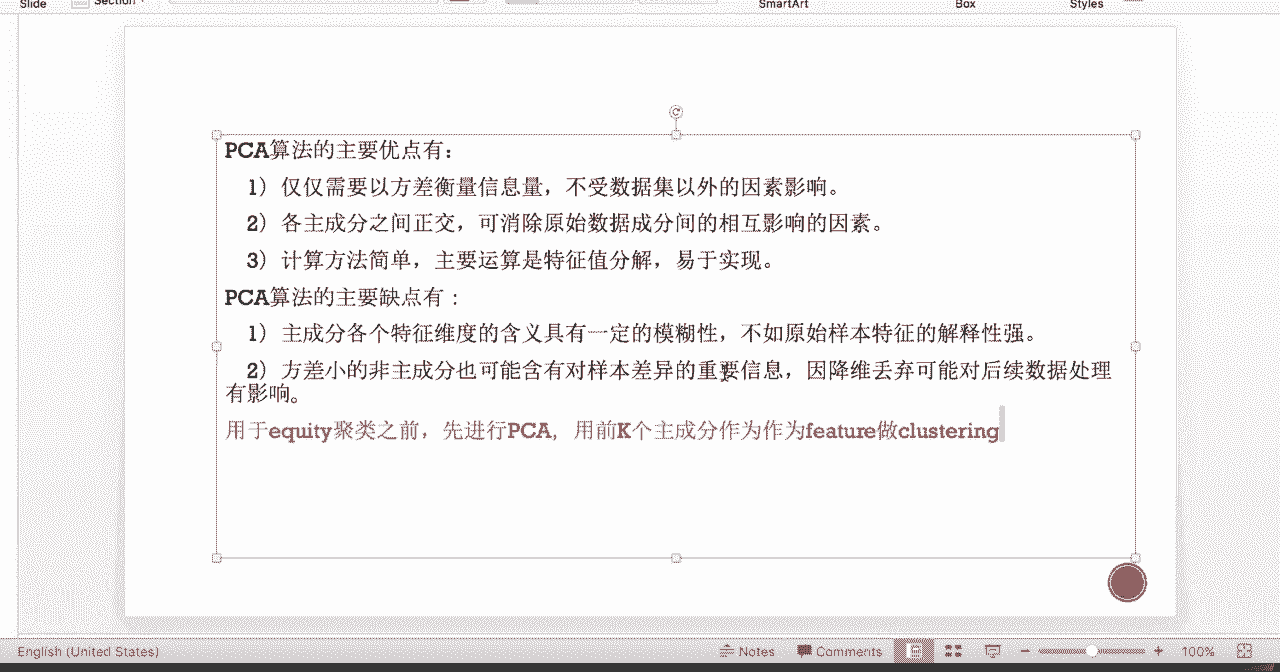 Slide
Section
SmartArt
Box
Styles
PCA算法的主要优点有：
1）仅仅需要以方差衡量信息量，不受数据集以外的因素影响。
2）各主成分之间正交，可消除原始数据成分间的相互影响的因素。
3）计算方法简单，主要运算是特征值分解，易于实现。
PCA算法的主要缺点有：
1）主成分各个特征维度的含义具有一定的模糊性，不如原始样本特征的解释性强。
2）方差小的非主成分也可能含有对样本差异的重要信息，因降维丢弃可能对后续数据处理
有影响。
用于equity聚类之前，先进行PCA，用前K个主成分作为作为feature做clustering
English (United States)
Notes
Comments
100%